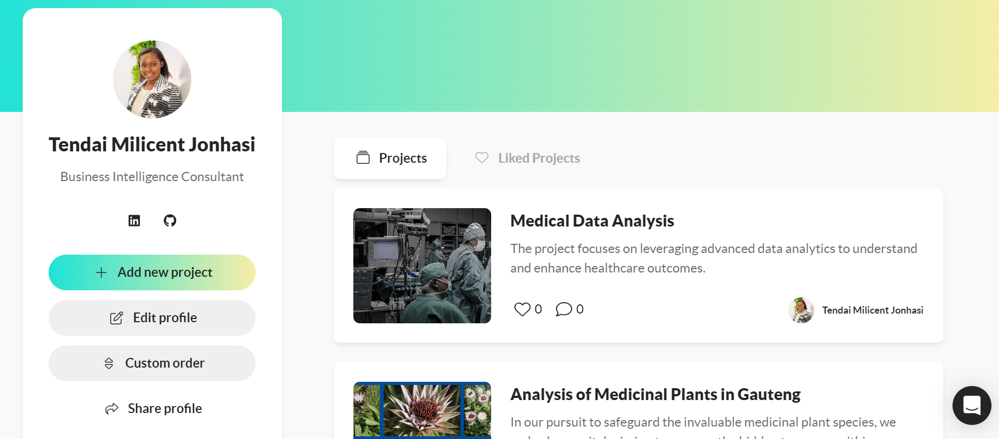 Tendai Milicent Jonhasi
Business Intelligence Consultant
Add new project
Edit profile
Custom order
Share profile
Projects
Liked Projects
Medical Data Analysis
The project focuses on leveraging advanced data analytics to understand
and enhance healthcare outcomes.
0
0
Tendai Milicent Jonhasi
Analysis of Medicinal Plants in Gauteng
In our pursuit to safeguard the invaluable medicinal plant species, we